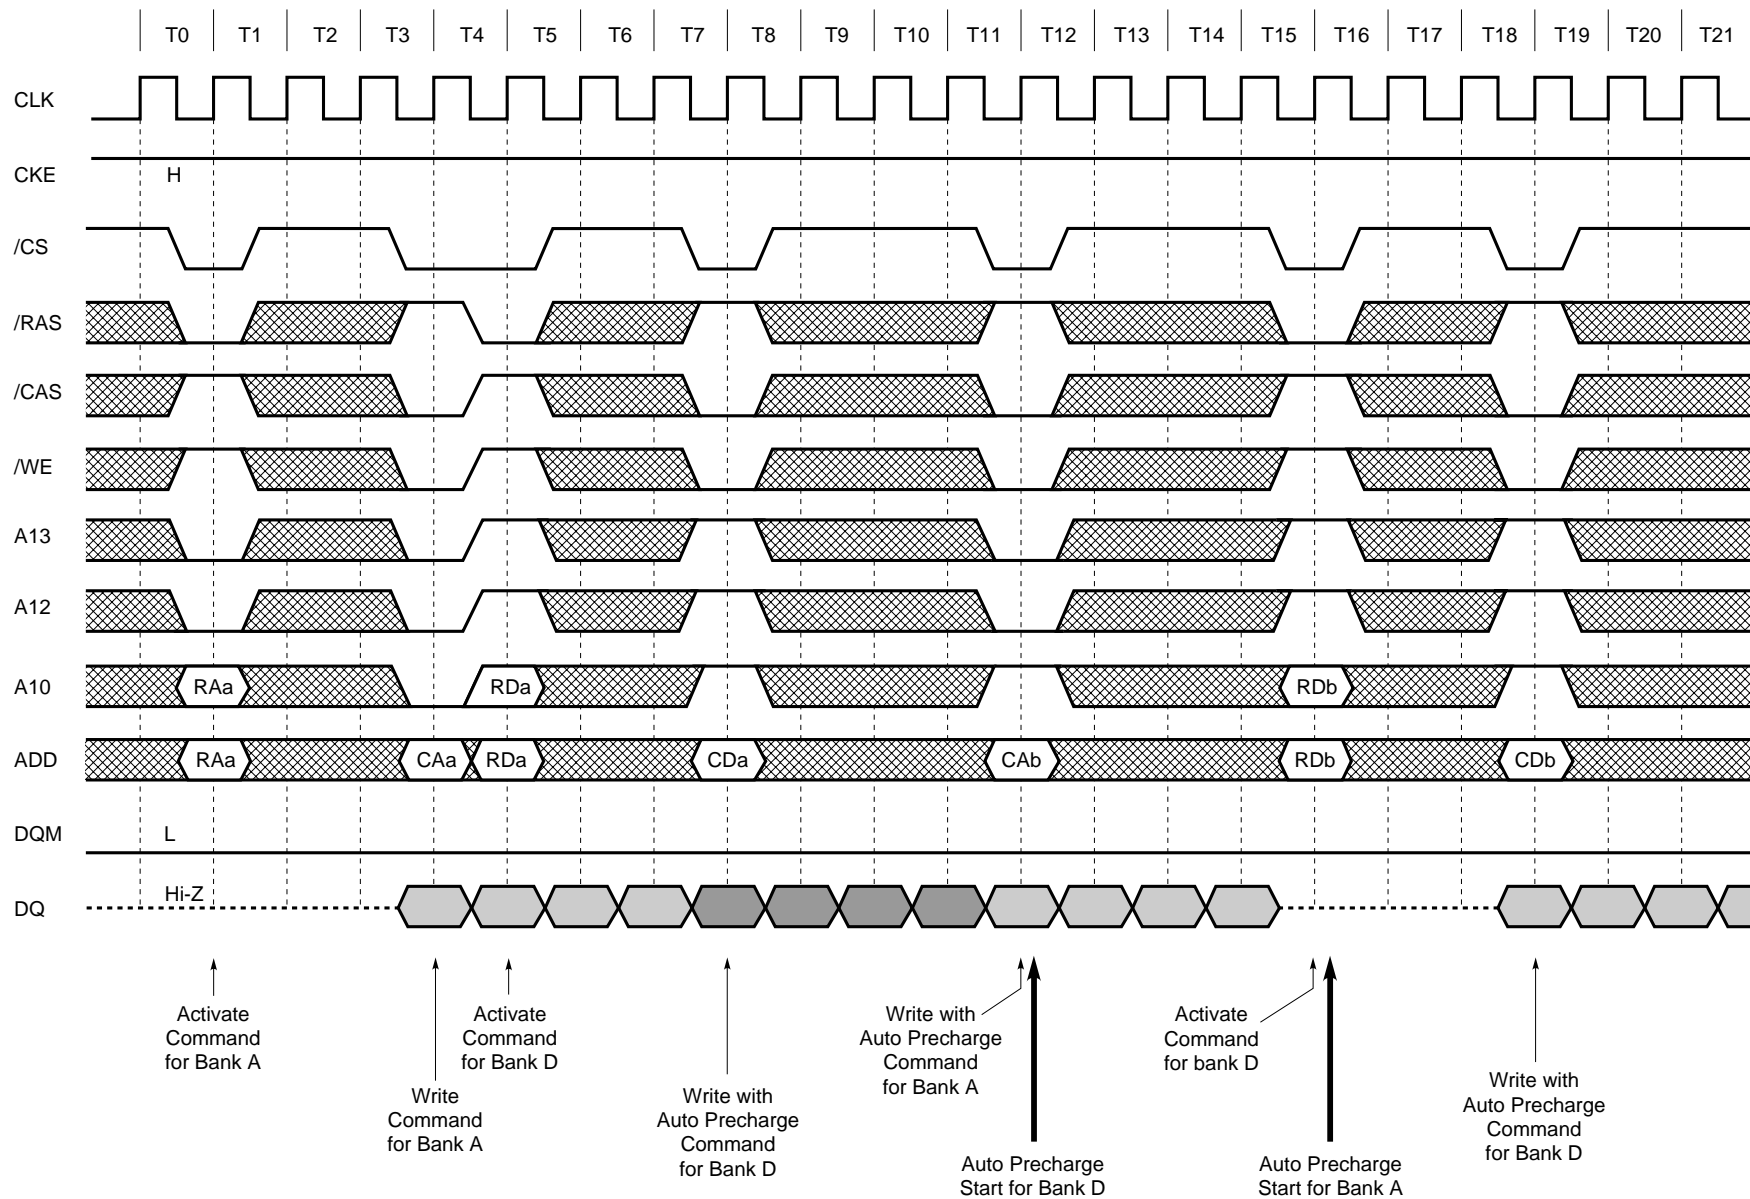 T0 T1 T2 T3 T4 T5 T6 T7 T8 T9 T10 T11 T12 T13 T14 T15 T16 T17 T18 T19 T20 T21
CLK
CKE H
/CS
/RAS
/CAS
/WE
A13
A12
A10 RAa RDa RDb
ADD RAa CAa RDa CDa CAb RDb CDb
DQM L
DQ Hi-Z
Activate
Command
for Bank A
Write
Command
for Bank A
Activate
Command
for Bank D
Write with
Auto Precharge
Command
for Bank D
Write with
Auto Precharge
Command
for Bank A
Auto Precharge
Start for Bank D
Activate
Command
for bank D
Auto Precharge
Start for Bank A
Write with
Auto Precharge
Command
for Bank D